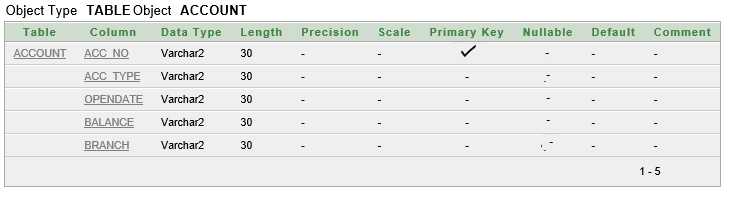 Object Type TABLE Object ACCOUNT
Table Column Data Type Length Precision Scale Primary Key Nullable Default Comment
ACCOUNT ACC_NO Varchar2 30 - - ✓ - - -
ACC_TYPE Varchar2 30 - - - - - -
OPENDATE Varchar2 30 - - - - - -
BALANCE Varchar2 30 - - - - - -
BRANCH Varchar2 30 - - - - - -
1 - 5